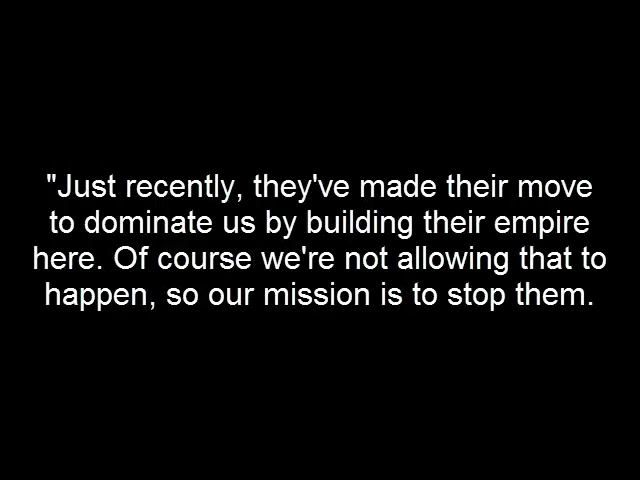 "Just recently, they've made their move
to dominate us by building their empire
here. Of course we're not allowing that to
happen, so our mission is to stop them.